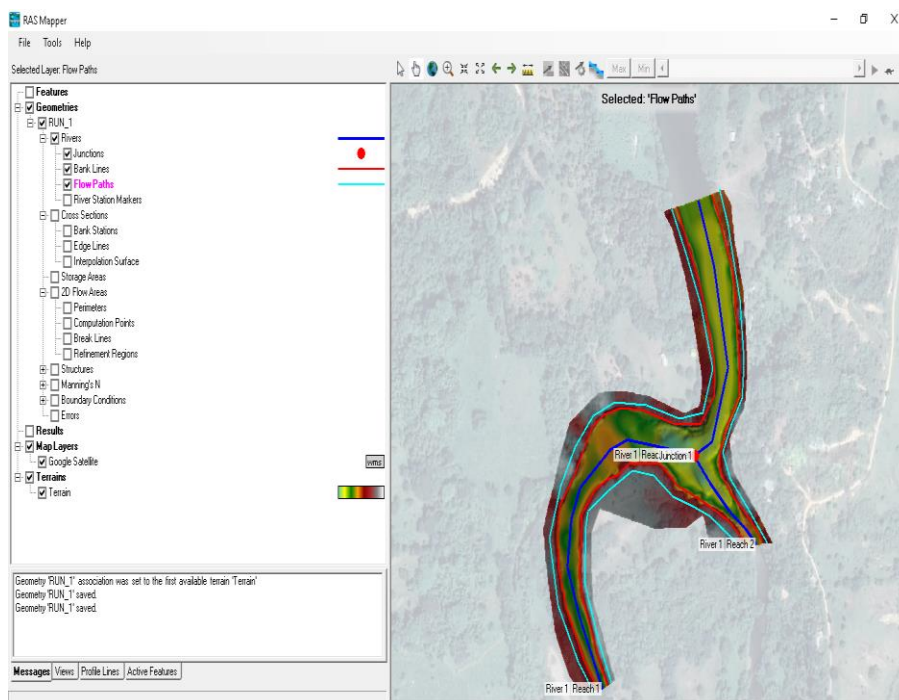 RAS Mapper
File Tools Help
Selected Layer: Flow Paths
Max Min
Features
Geometries
RUN_1
Rivers
Junctions
Bank Lines
Flow Paths
River Station Markers
Cross Sections
Bank Stations
Edge Lines
Interpolation Surface
Storage Areas
2D Flow Areas
Perimeters
Computation Points
Break Lines
Refinement Regions
Structures
Manning's N
Boundary Conditions
Errors
Results
Map Layers
Google Satellite wms
Terrains
Terrain
Selected: 'Flow Paths'
River 1 Reac Junction 1
River 1 Reach 2
River 1 Reach 1
Geometry 'RUN_1' association was set to the first available terrain 'Terrain'
Geometry 'RUN_1' saved.
Geometry 'RUN_1' saved.
Messages Views Profile Lines Active Features